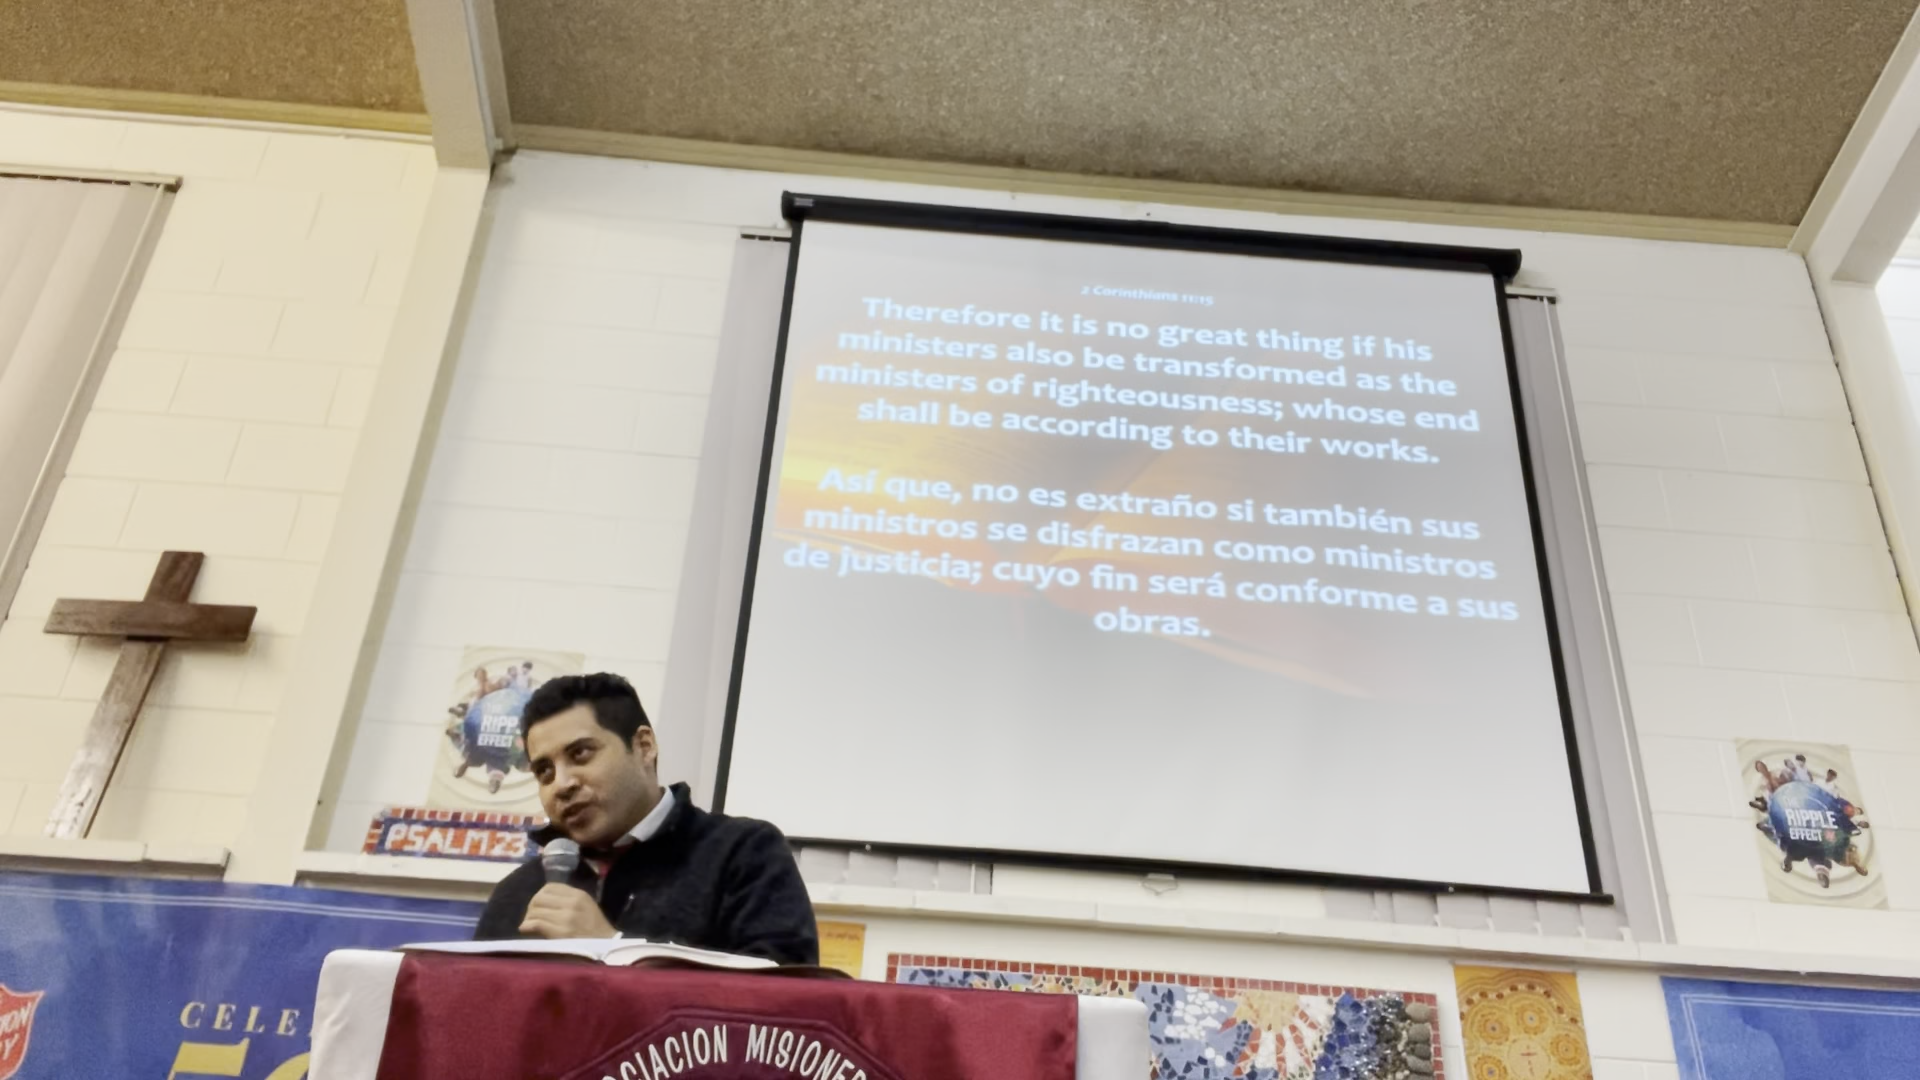 2 Corinthians 11:15
Therefore it is no great thing if his
ministers also be transformed as the
ministers of righteousness; whose end
shall be according to their works.
Así que, no es extraño si también sus
ministros se disfrazan como ministros
de justicia; cuyo fin será conforme a sus
obras.
RIPP
EFFECT
PSALM 23
THE
RIPPLE
EFFECT
CELE
MISIONE